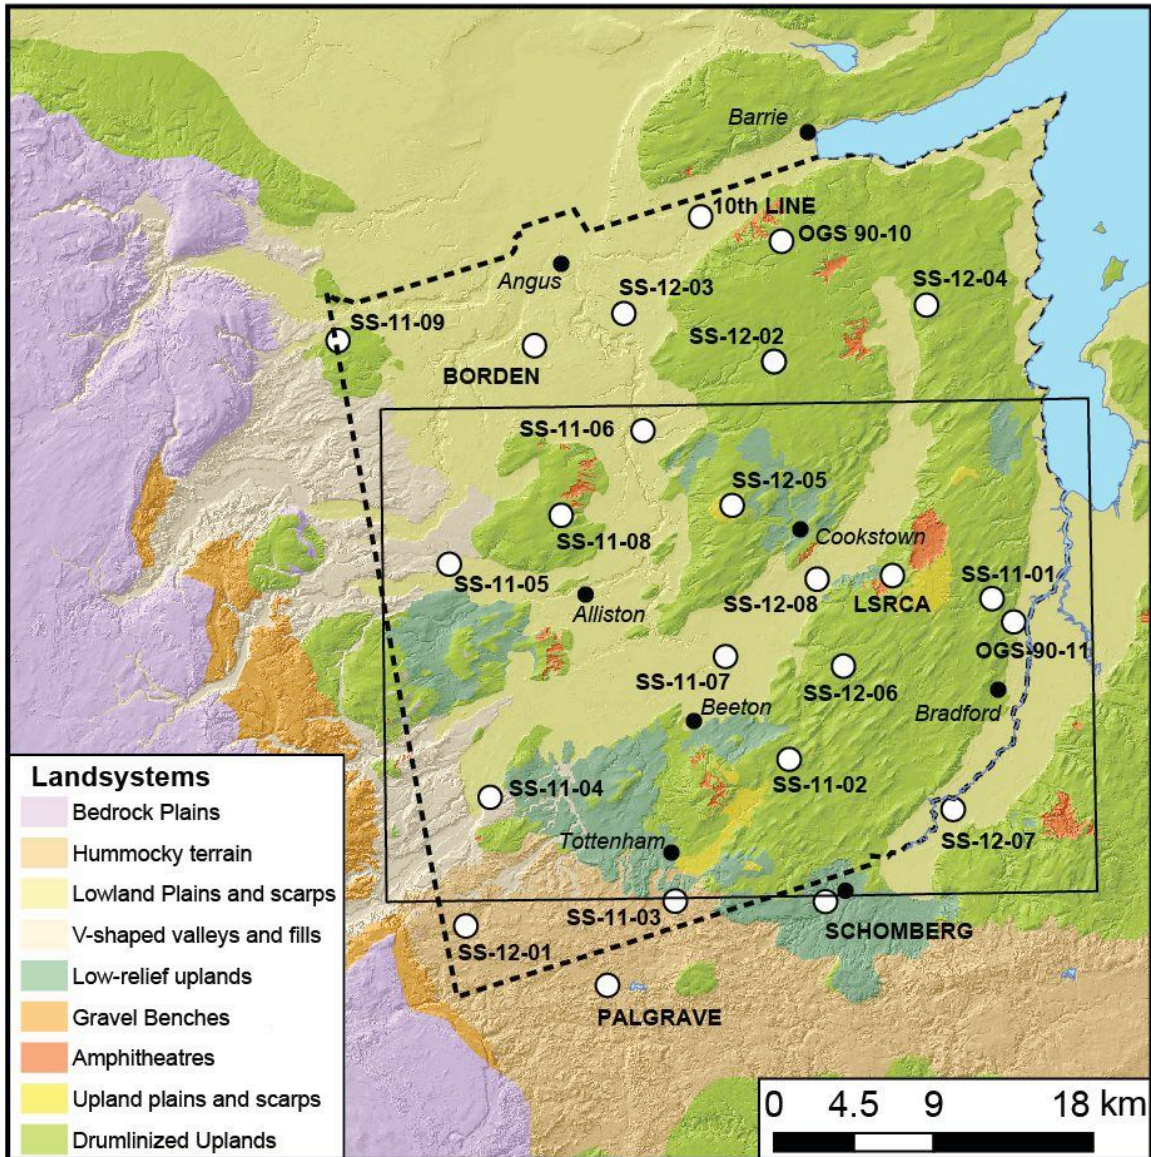 Barrie
10th LINE
OGS 90-10
Angus
SS-12-03
SS-12-04
SS-11-09
SS-12-02
BORDEN
SS-11-06
SS-12-05
Cookstown
SS-11-08
SS-11-05
SS-12-08
LSRCA
SS-11-01
Alliston
OGS-90-11
SS-11-07
SS-12-06
Beeton
Bradford
SS-11-02
SS-11-04
Tottenham
SS-12-07
SS-11-03
SCHOMBERG
SS-12-01
PALGRAVE
Landsystems
Bedrock Plains
Hummocky terrain
Lowland Plains and scarps
V-shaped valleys and fills
Low-relief uplands
Gravel Benches
Amphitheatres
Upland plains and scarps
Drumlinized Uplands
0 4.5 9 18 km